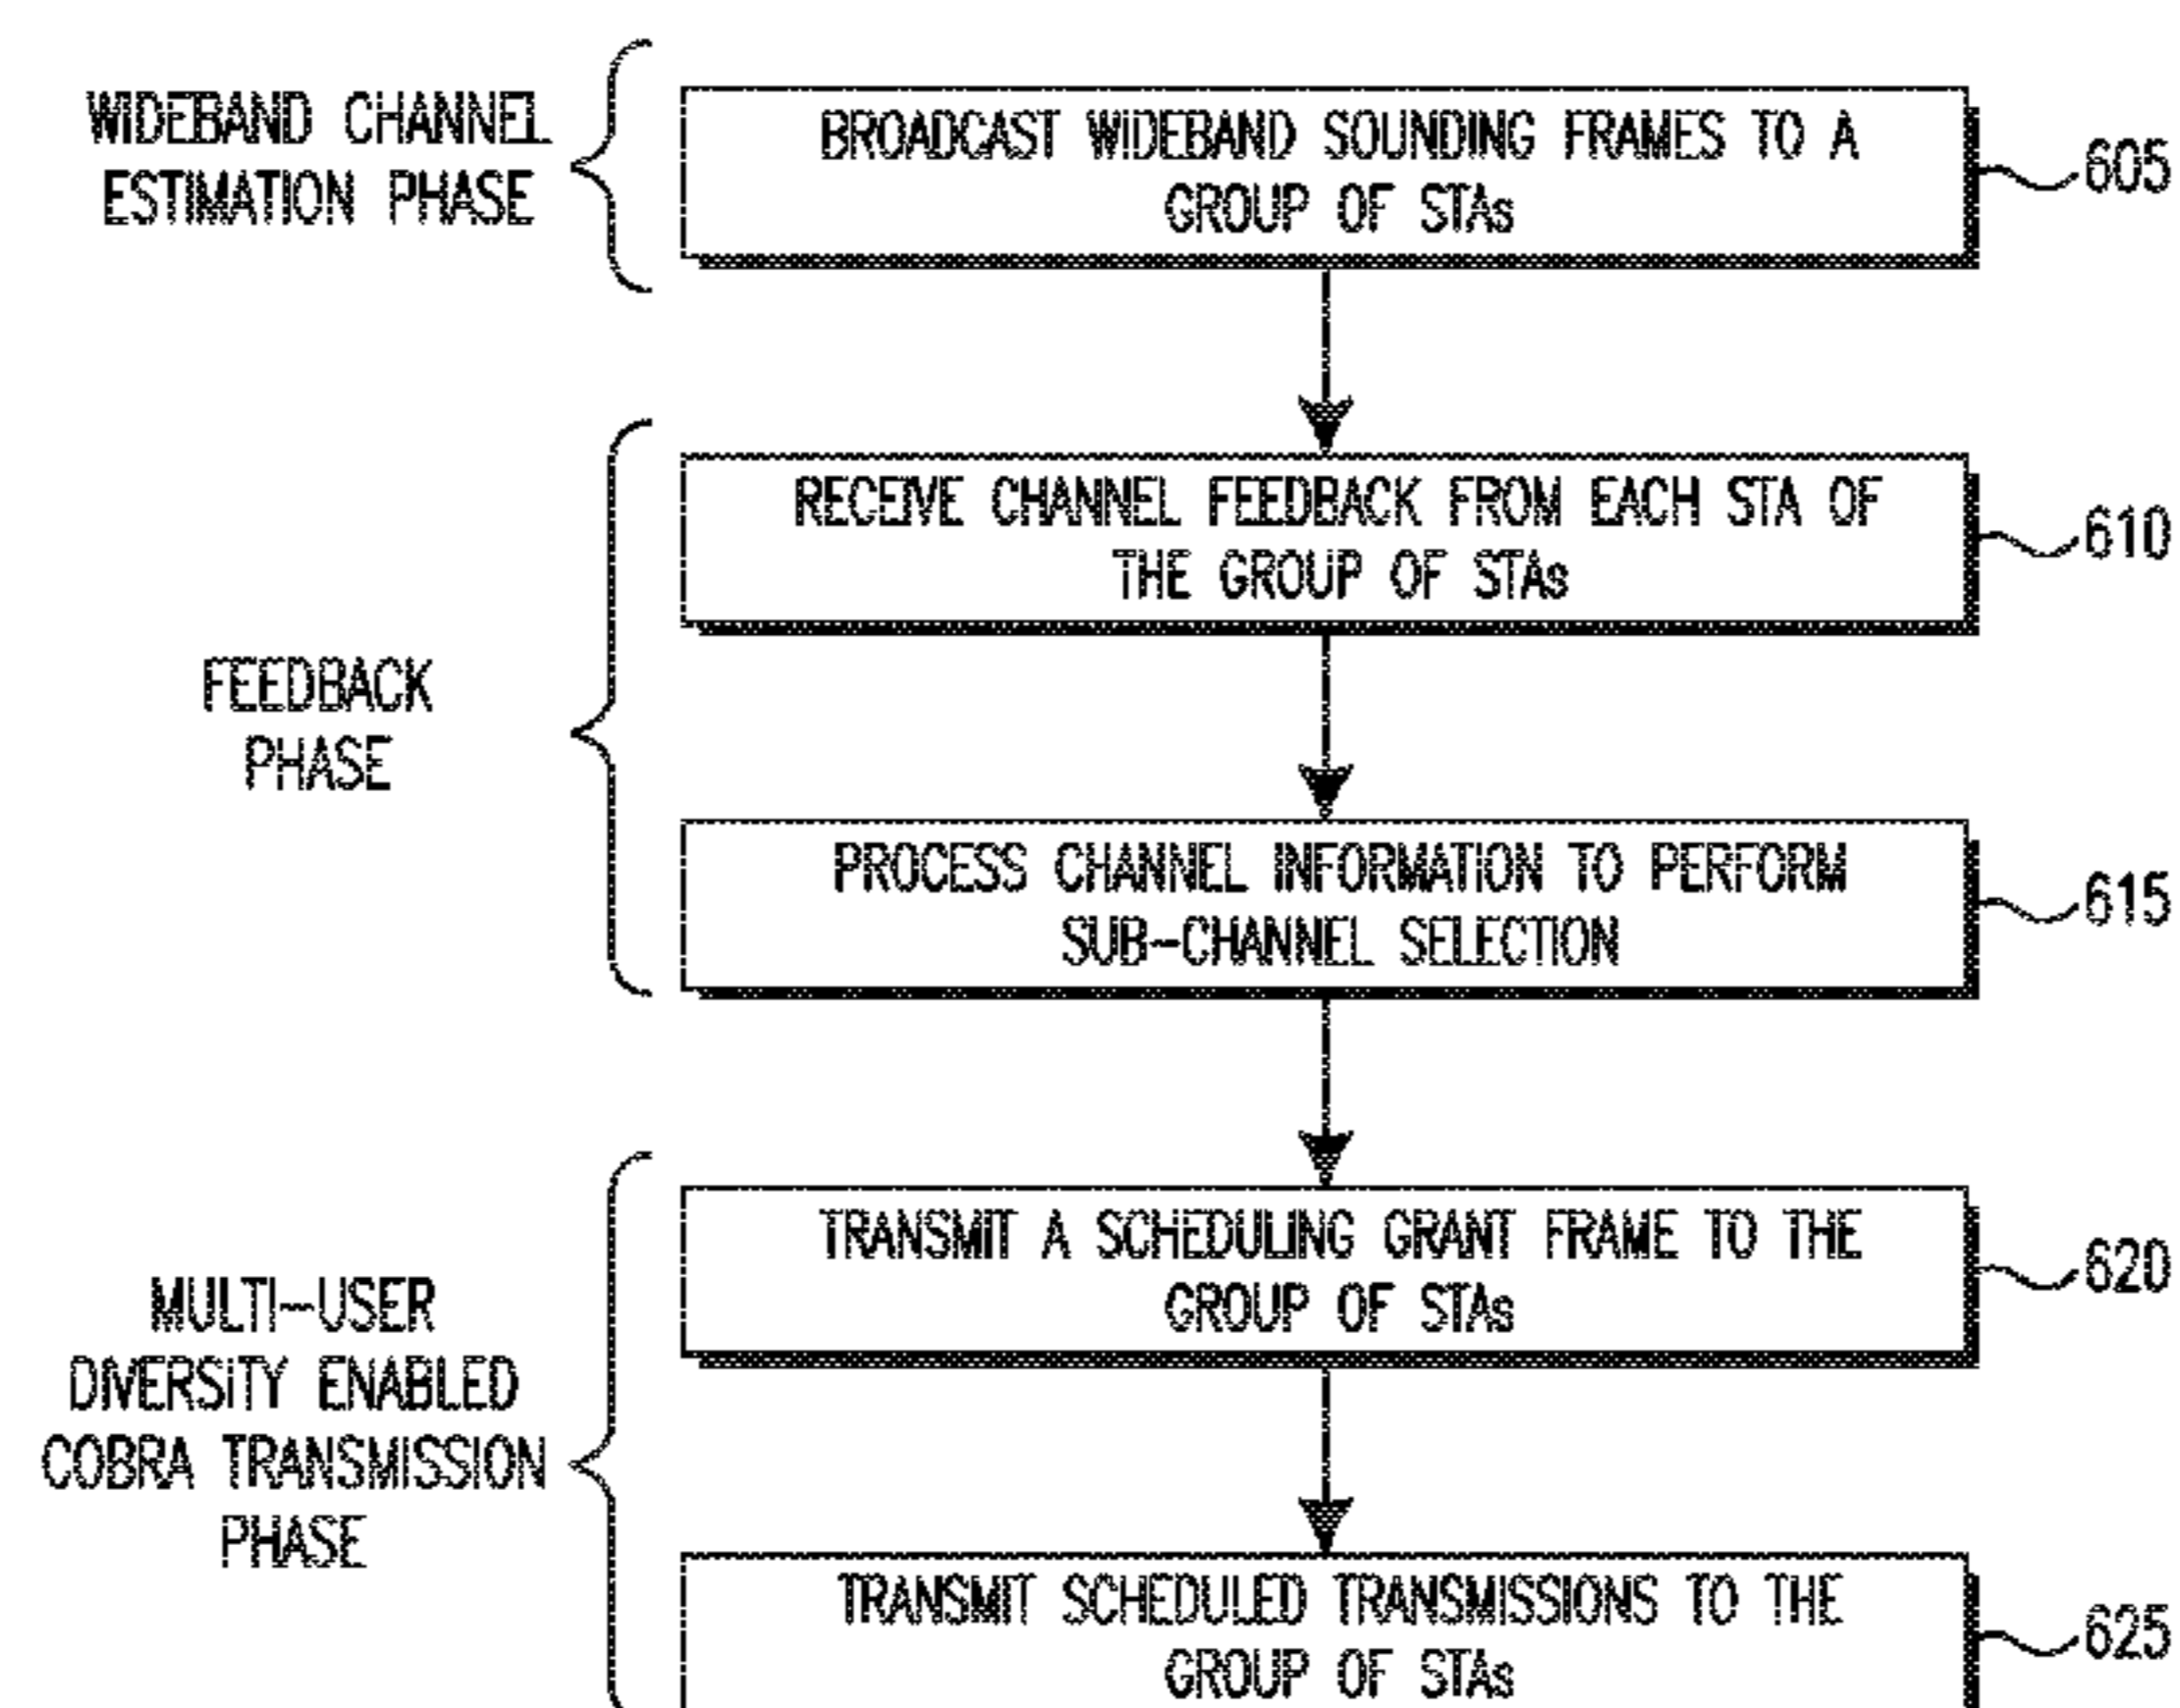 WIDEBAND CHANNEL
ESTIMATION PHASE
BROADCAST WIDEBAND SOUNDING FRAMES TO A
GROUP OF STAs
605
FEEDBACK
PHASE
RECEIVE CHANNEL FEEDBACK FROM EACH STA OF
THE GROUP OF STAs
610
PROCESS CHANNEL INFORMATION TO PERFORM
SUB-CHANNEL SELECTION
615
MULTI-USER
DIVERSITY ENABLED
COBRA TRANSMISSION
PHASE
TRANSMIT A SCHEDULING GRANT FRAME TO THE
GROUP OF STAs
620
TRANSMIT SCHEDULED TRANSMISSIONS TO THE
GROUP OF STAs
625